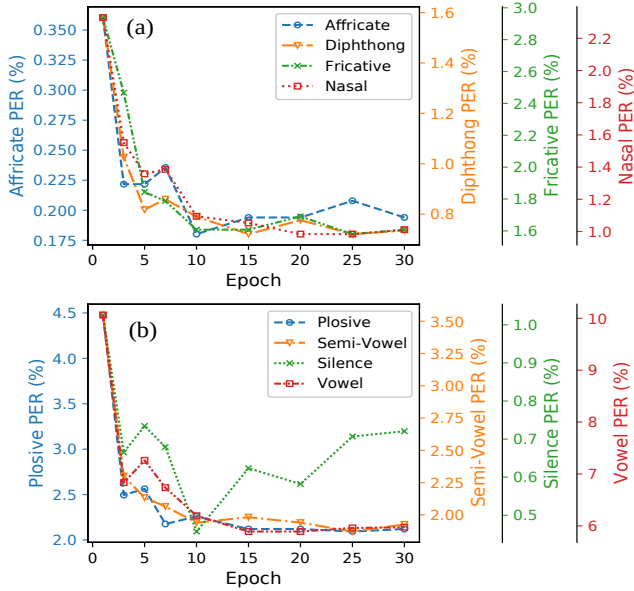 (a)
Affricate
Diphthong
Fricative
Nasal
Affricate PER (%)
0.350
0.325
0.300
0.275
0.250
0.225
0.200
0.175
0 5 10 15 20 25 30
Epoch
Diphthong PER (%)
1.6
1.4
1.2
1.0
0.8
Fricative PER (%)
3.0
2.8
2.6
2.4
2.2
2.0
1.8
1.6
Nasal PER (%)
2.2
2.0
1.8
1.6
1.4
1.2
1.0
(b)
Plosive
Semi-Vowel
Silence
Vowel
Plosive PER (%)
4.5
4.0
3.5
3.0
2.5
2.0
0 5 10 15 20 25 30
Epoch
Semi-Vowel PER (%)
3.50
3.25
3.00
2.75
2.50
2.25
2.00
Silence PER (%)
1.0
0.9
0.8
0.7
0.6
0.5
Vowel PER (%)
10
9
8
7
6